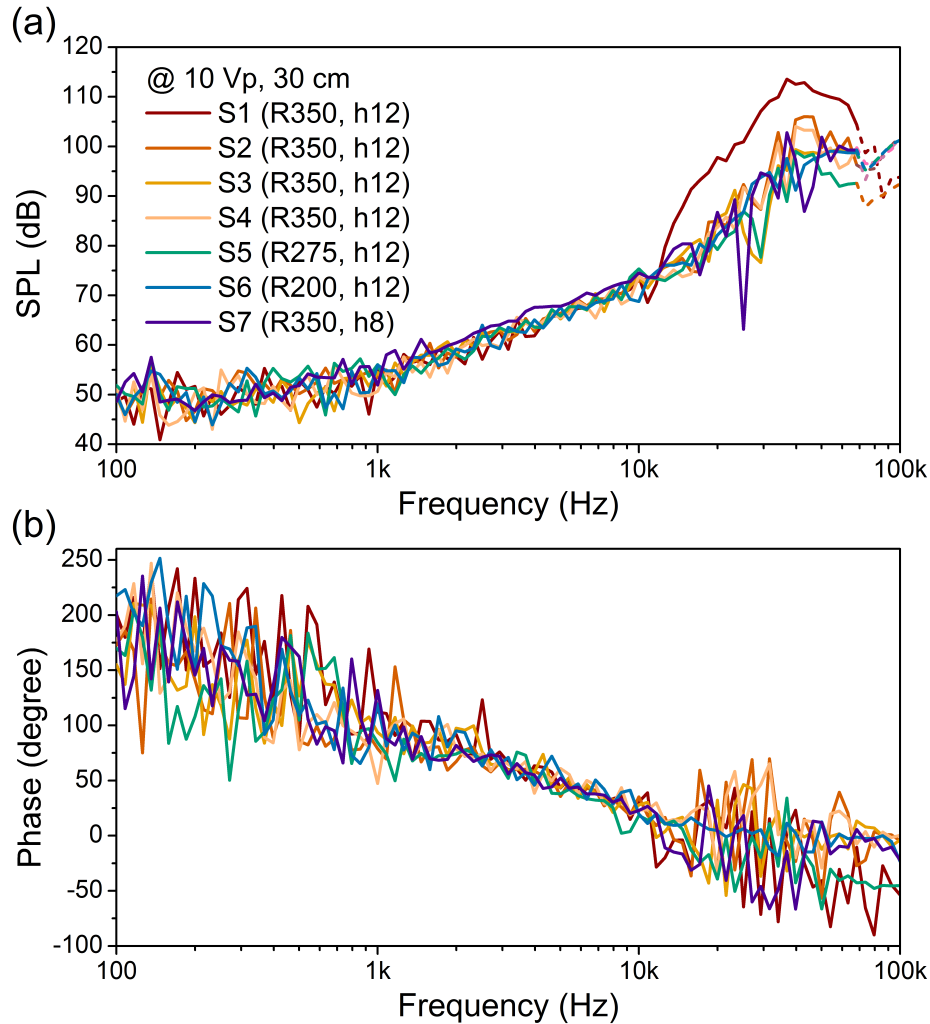 (a)
120
110
100
90
80
70
60
50
40
SPL (dB)
@ 10 Vp, 30 cm
S1 (R350, h12)
S2 (R350, h12)
S3 (R350, h12)
S4 (R350, h12)
S5 (R275, h12)
S6 (R200, h12)
S7 (R350, h8)
100 1k 10k 100k
Frequency (Hz)
(b)
250
200
150
100
50
0
-50
-100
Phase (degree)
100 1k 10k 100k
Frequency (Hz)